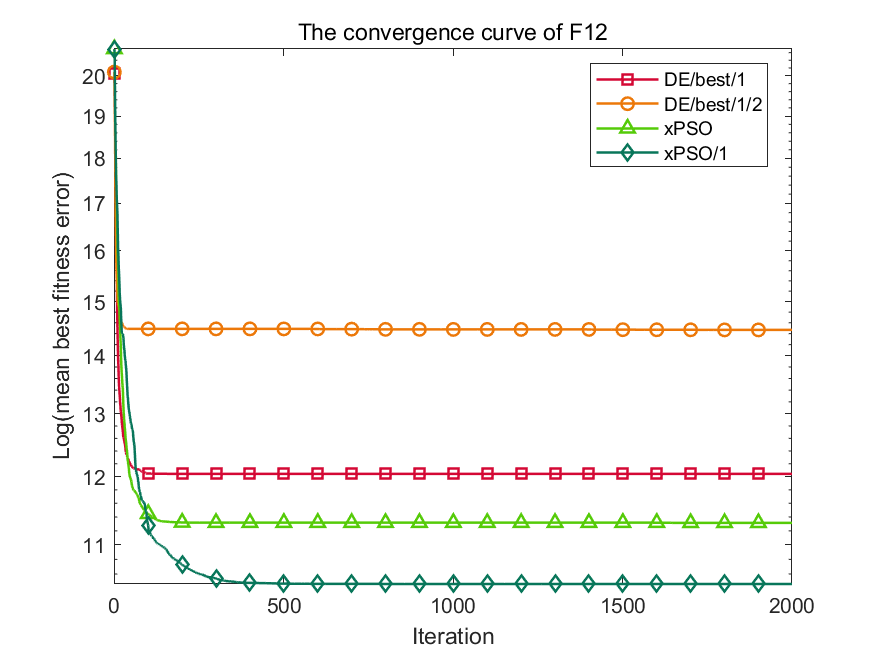 The convergence curve of F12
DE/best/1
DE/best/1/2
xPSO
xPSO/1
20
19
18
17
16
15
14
13
12
11
Log(mean best fitness error)
0
500
1000
1500
2000
Iteration